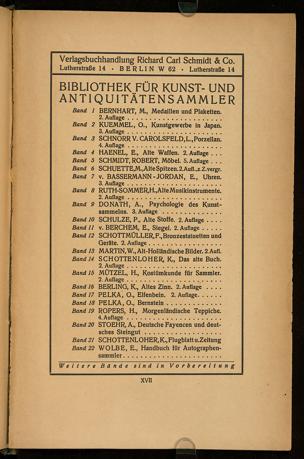 Verlagsbuchhandlung Richard Carl Schmidt & Co.
Lutherstraße 14 · BERLIN W 62 · Lutherstraße 14
BIBLIOTHEK FÜR KUNST- UND
ANTIQUITÄTENSAMMLER
Band 1 BERNHART, M., Medaillen und Plaketten.
2. Auflage . . . . . . . . . . . . . . . .
Band 2 KUEMMEL, O., Kunstgewerbe in Japan.
3. Auflage . . . . . . . . . . . . . . . .
Band 3 SCHNORR V. CAROLSFELD, L., Porzellan.
4. Auflage . . . . . . . . . . . . . . . .
Band 4 HAENEL, E., Alte Waffen. 2. Auflage . . .
Band 5 SCHMIDT, ROBERT, Möbel. 5. Auflage . . .
Band 6 SCHUETTE, M., Alte Spitzen. 2. Aufl.,z. Z. vergr.
Band 7 v. BASSERMANN-JORDAN, E., Uhren.
3. Auflage . . . . . . . . . . . . . . . .
Band 8 RUTH-SOMMER, H., Alte Musikinstrumente.
2. Auflage . . . . . . . . . . . . . . . .
Band 9 DONATH, A., Psychologie des Kunst-
sammelns. 3. Auflage . . . . . . . . . .
Band 10 SCHULZE, P., Alte Stoffe. 2. Auflage . . . .
Band 11 v. BERCHEM, E., Siegel. 2. Auflage . . . .
Band 12 SCHOTTMÜLLER, F., Bronzestatuetten und
Geräte. 2. Auflage . . . . . . . . . . .
Band 13 MARTIN, W., Alt-Holländische Bilder. 2. Aufl.
Band 14 SCHOTTENLOHER, K., Das alte Buch.
2. Auflage . . . . . . . . . . . . . . . .
Band 15 MÜTZEL, H., Kostümkunde für Sammler.
2. Auflage . . . . . . . . . . . . . . . .
Band 16 BERLING, K., Altes Zinn. 2. Auflage . . . .
Band 17 PELKA, O., Elfenbein. 2. Auflage . . . . . .
Band 18 PELKA, O., Bernstein . . . . . . . . . . .
Band 19 ROPERS, H., Morgenländische Teppiche.
4. Auflage . . . . . . . . . . . . . . . .
Band 20 STOEHR, A., Deutsche Fayencen und deut-
sches Steingut . . . . . . . . . . . . .
Band 21 SCHOTTENLOHER, K., Flugblatt u. Zeitung
Band 22 WOLBE, E., Handbuch für Autographen-
sammler . . . . . . . . . . . . . . . .
Weitere Bände sind in Vorbereitung
XVII